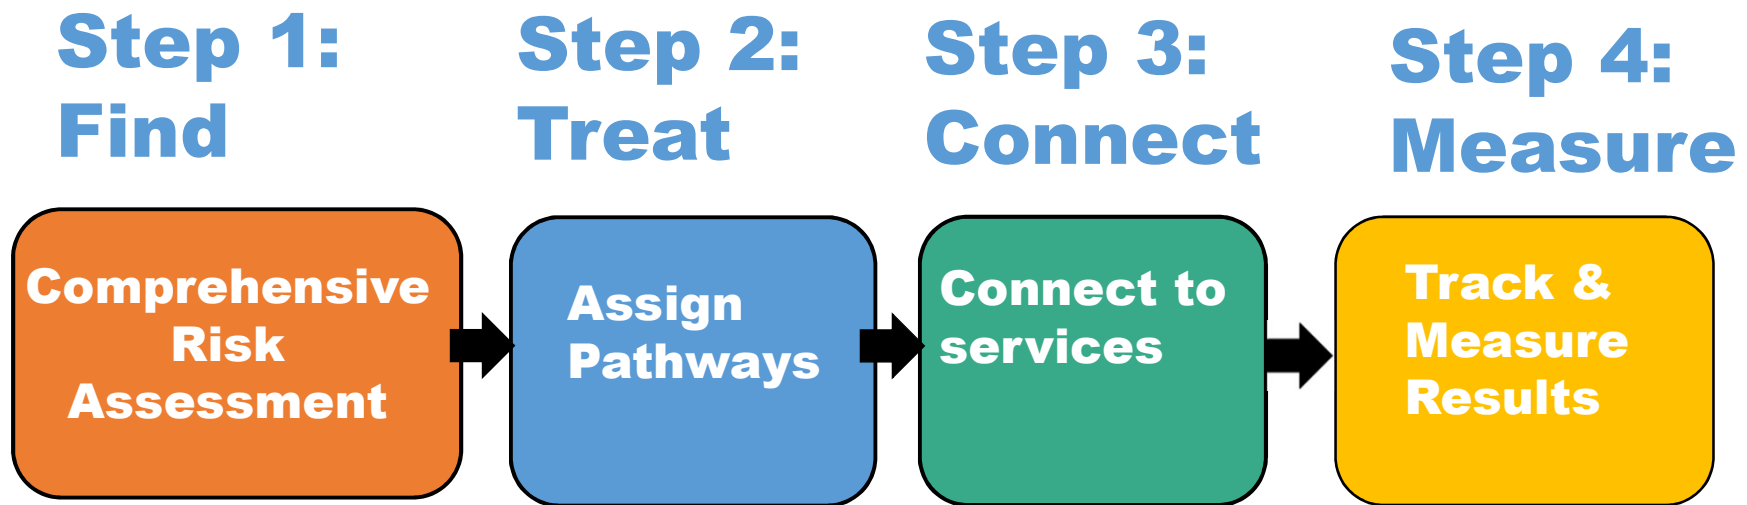 Step 1:
Find
Step 2:
Treat
Step 3:
Connect
Step 4:
Measure
Comprehensive
Risk
Assessment
Assign
Pathways
Connect to
services
Track &
Measure
Results